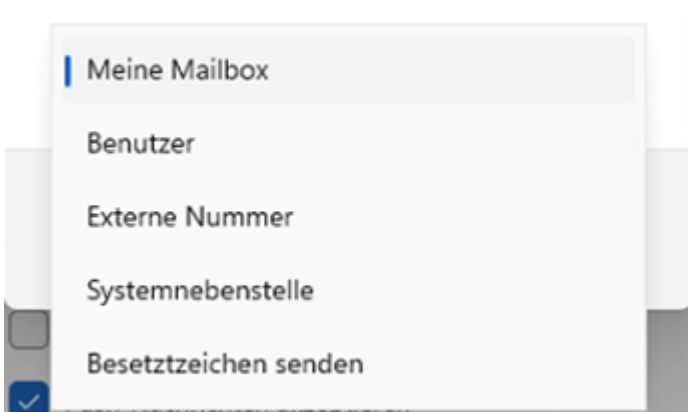 Meine Mailbox
Benutzer
Externe Nummer
Systemnebenstelle
Besetztzeichen senden